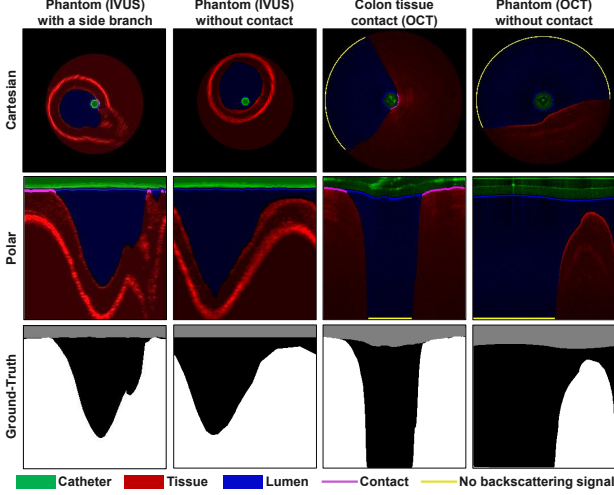 Phantom (IVUS) Phantom (IVUS) Colon tissue Phantom (OCT)
with a side branch without contact contact (OCT) without contact
Cartesian
Polar
Ground-Truth
Catheter Tissue Lumen Contact No backscattering signal